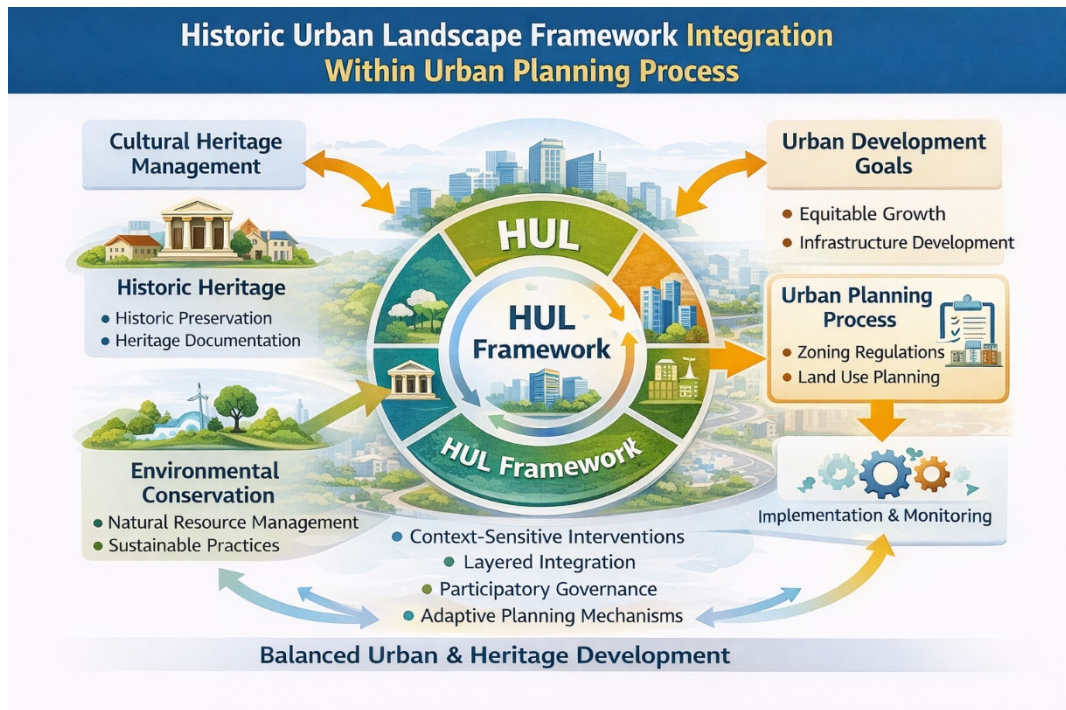 Historic Urban Landscape Framework Integration
Within Urban Planning Process
Cultural Heritage
Management
Historic Heritage
• Historic Preservation
• Heritage Documentation
Environmental
Conservation
• Natural Resource Management
• Sustainable Practices
HUL
HUL
Framework
HUL Framework
• Context-Sensitive Interventions
• Layered Integration
• Participatory Governance
• Adaptive Planning Mechanisms
Urban Development
Goals
• Equitable Growth
• Infrastructure Development
Urban Planning
Process
• Zoning Regulations
• Land Use Planning
Implementation & Monitoring
Balanced Urban & Heritage Development